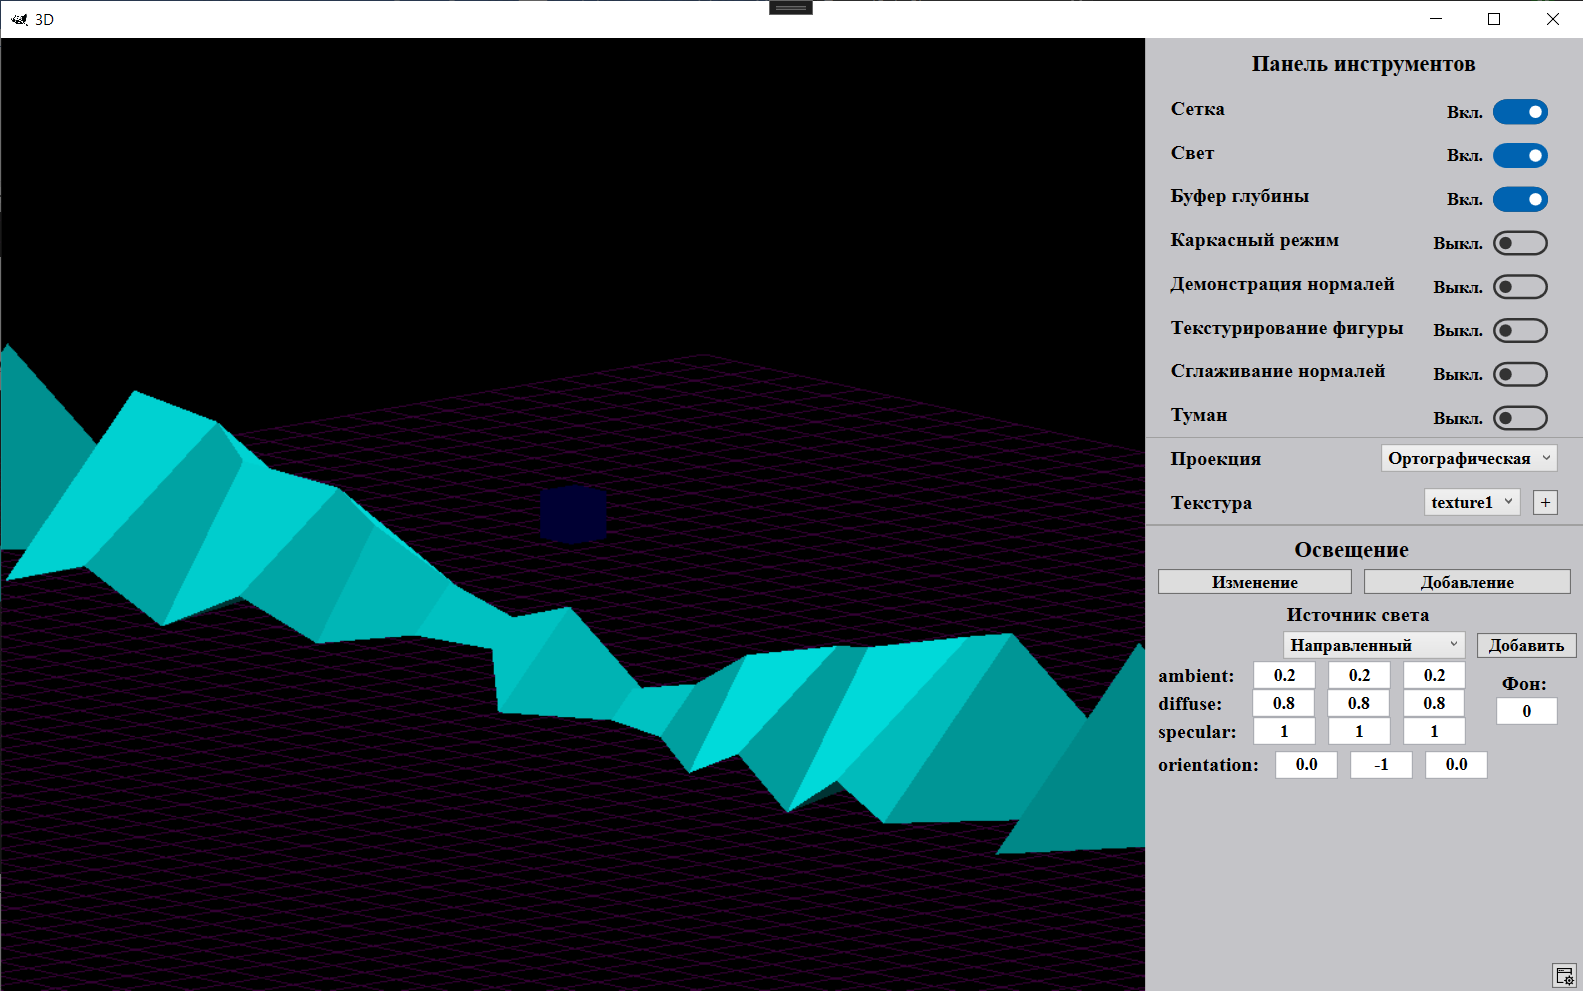 3D
Панель инструментов
Сетка Вкл.
Свет Вкл.
Буфер глубины Вкл.
Каркасный режим Выкл.
Демонстрация нормалей Выкл.
Текстурирование фигуры Выкл.
Сглаживание нормалей Выкл.
Туман Выкл.
Проекция Ортографическая
Текстура texture1 +
Освещение
Изменение Добавление
Источник света
Направленный Добавить
ambient: 0.2 0.2 0.2
Фон:
diffuse: 0.8 0.8 0.8
0
specular: 1 1 1
orientation: 0.0 -1 0.0